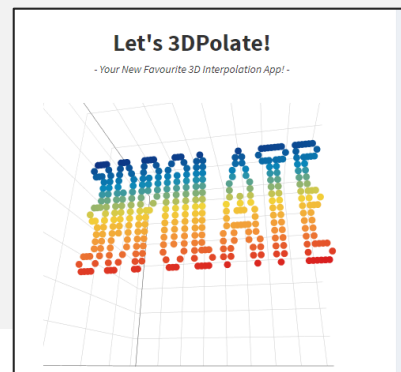 Let's 3DPolate!
- Your New Favourite 3D Interpolation App! -
3DPOLATE